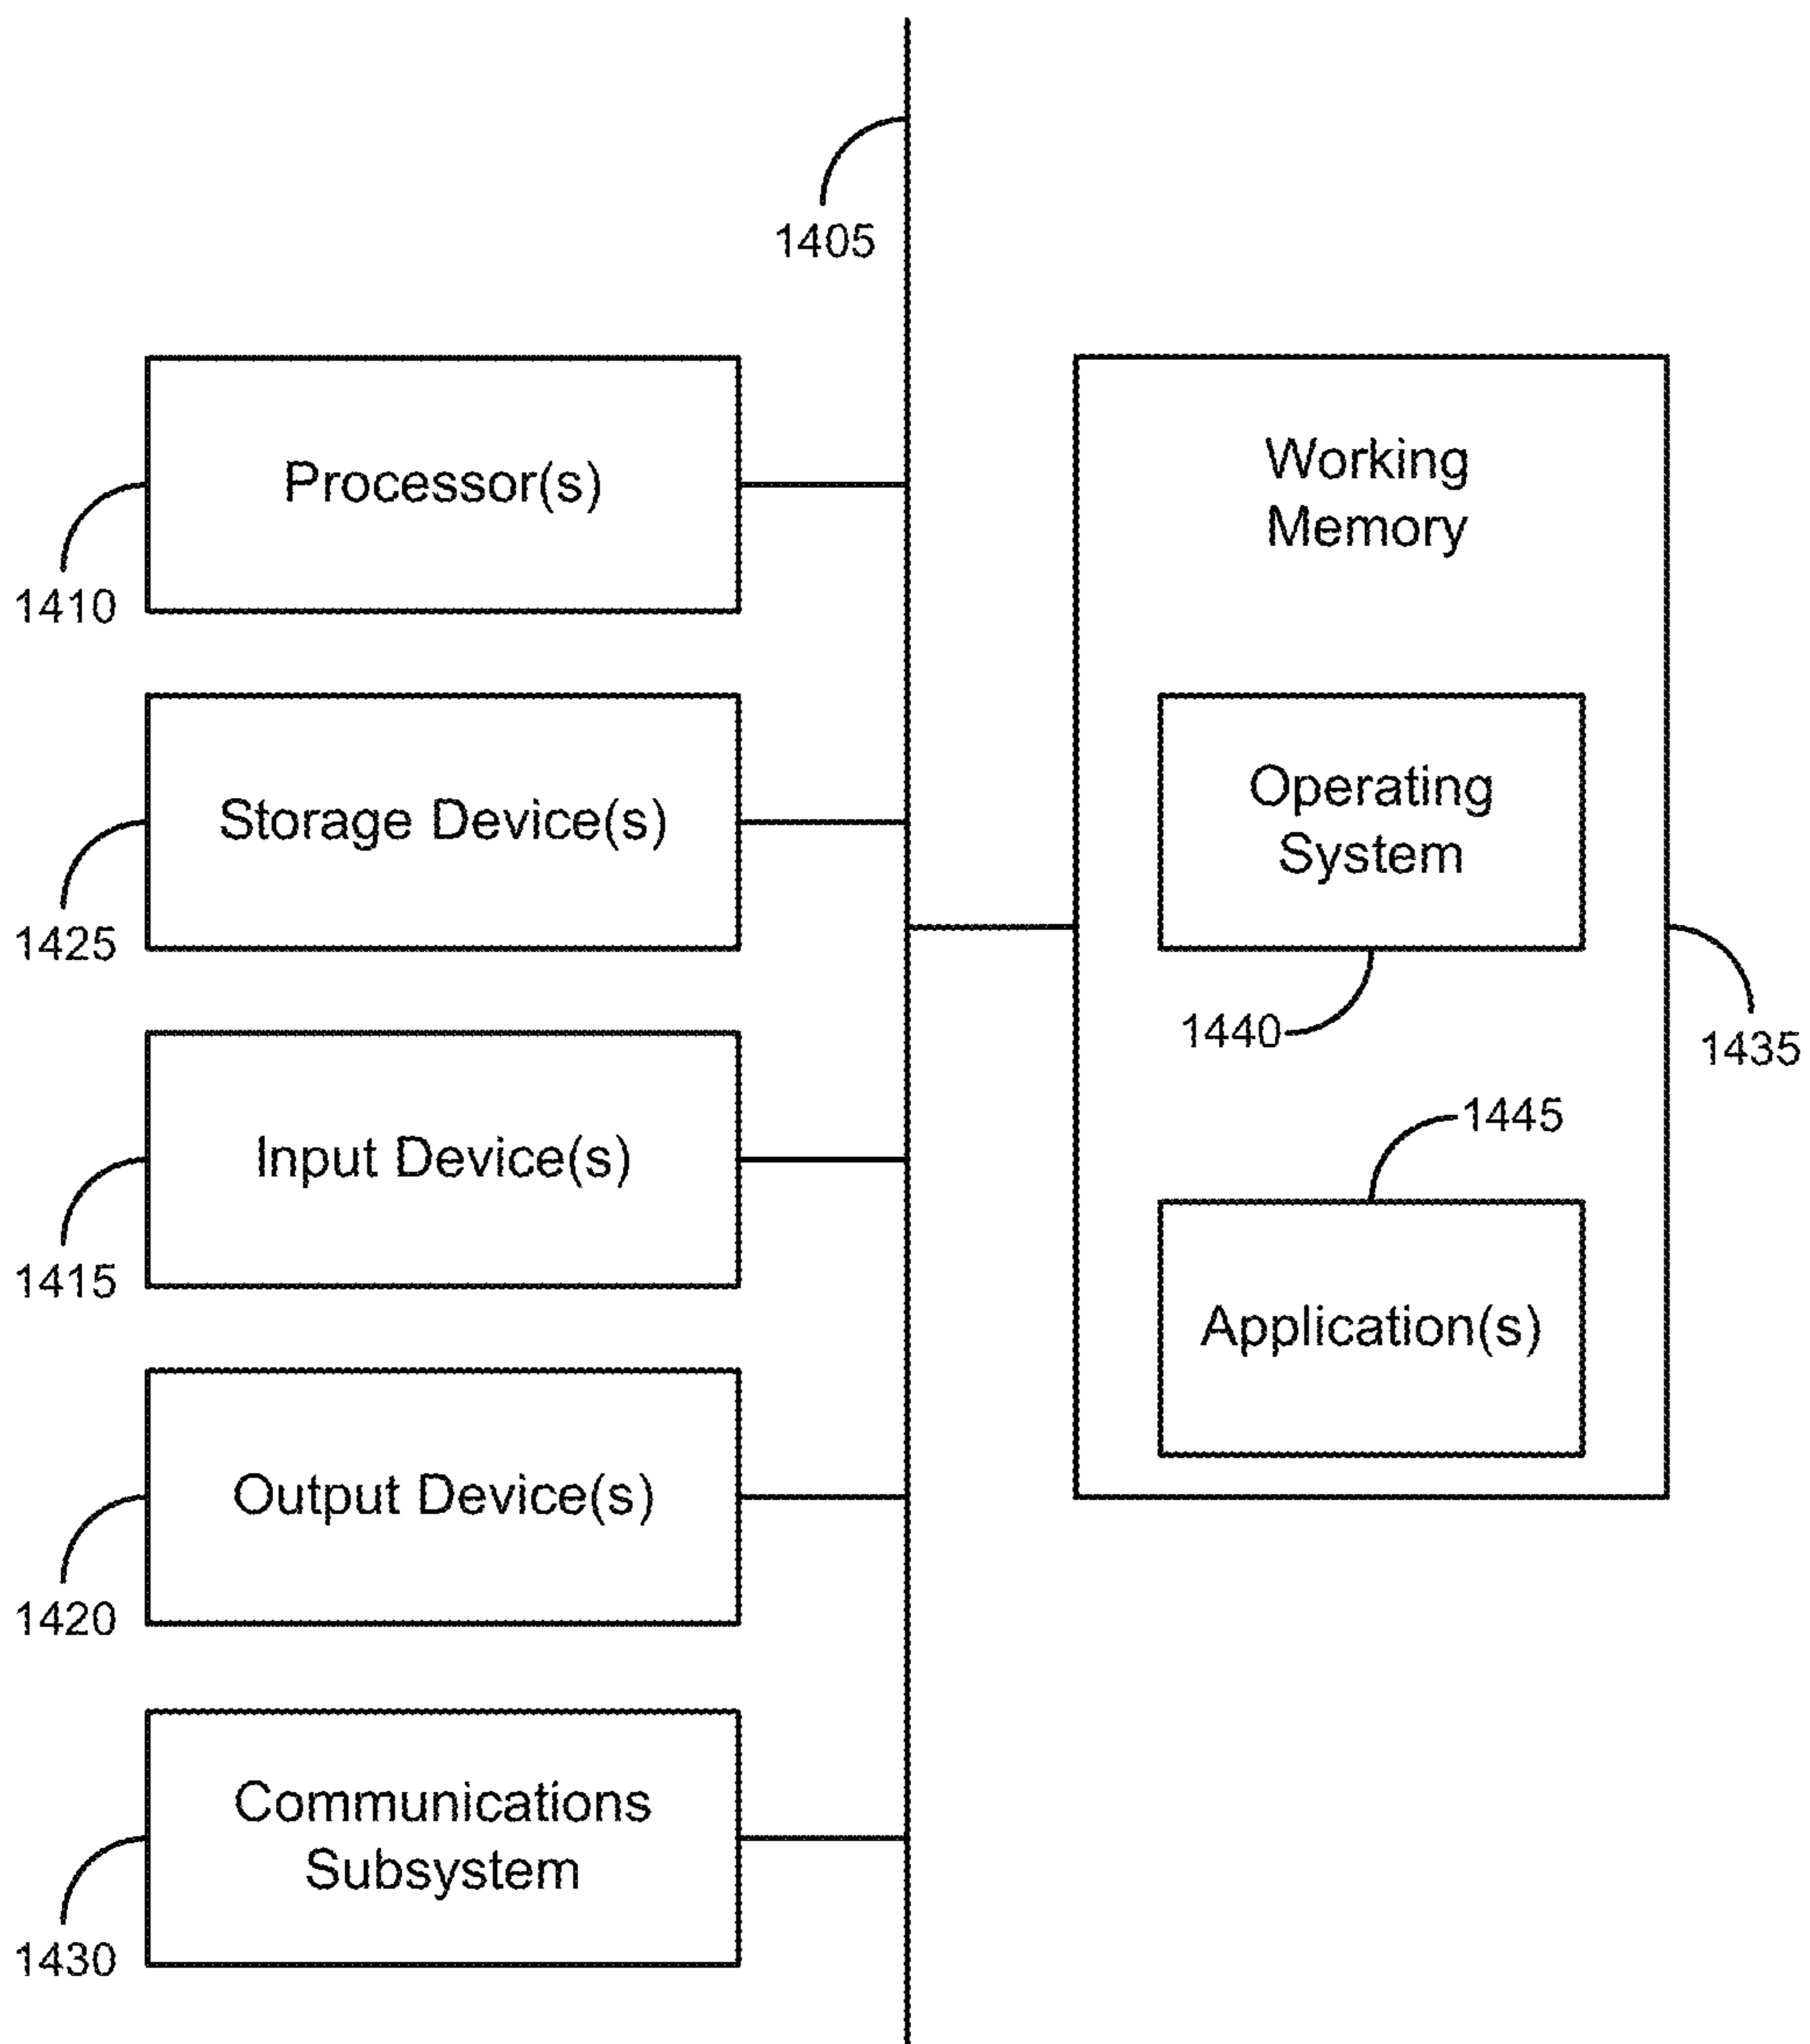 1405
Processor(s)
1410
Storage Device(s)
1425
Input Device(s)
1415
Output Device(s)
1420
Communications
Subsystem
1430
Working
Memory
Operating
System
1440
1435
1445
Application(s)